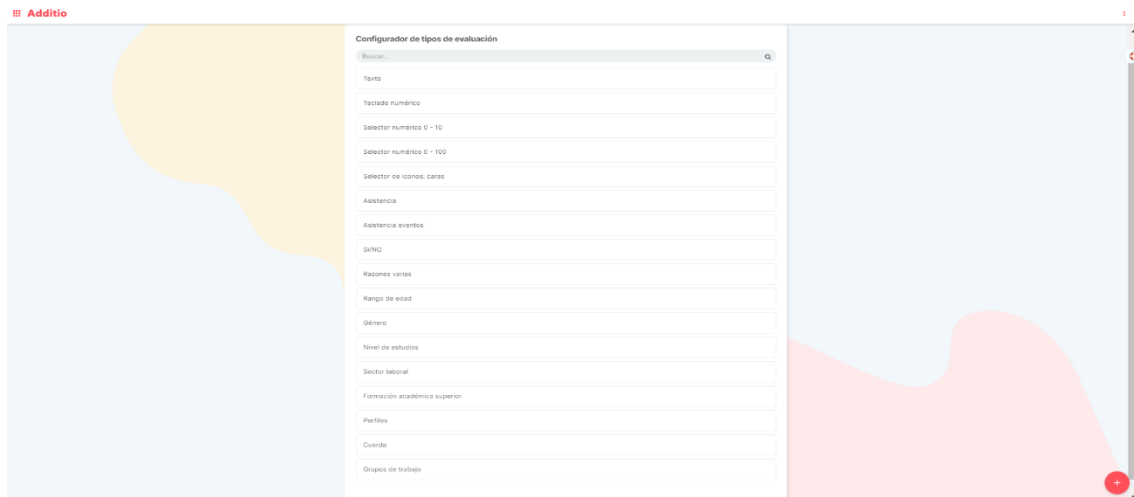 Additio
Configurador de tipos de evaluación
Buscar...
Texto
Teclado numérico
Selector numérico 0 - 10
Selector numérico 0 - 100
Selector de iconos: caras
Asistencia
Asistencia eventos
Sí/NO
Razones varias
Rango de edad
Género
Nivel de estudios
Sector laboral
Formación académica superior
Perfiles
Cuerda
Grupos de trabajo